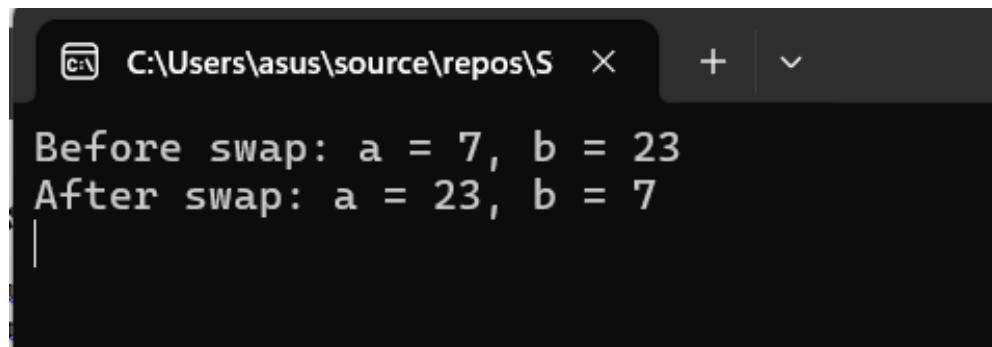 C:\Users\asus\source\repos\S
Before swap: a = 7, b = 23
After swap: a = 23, b = 7